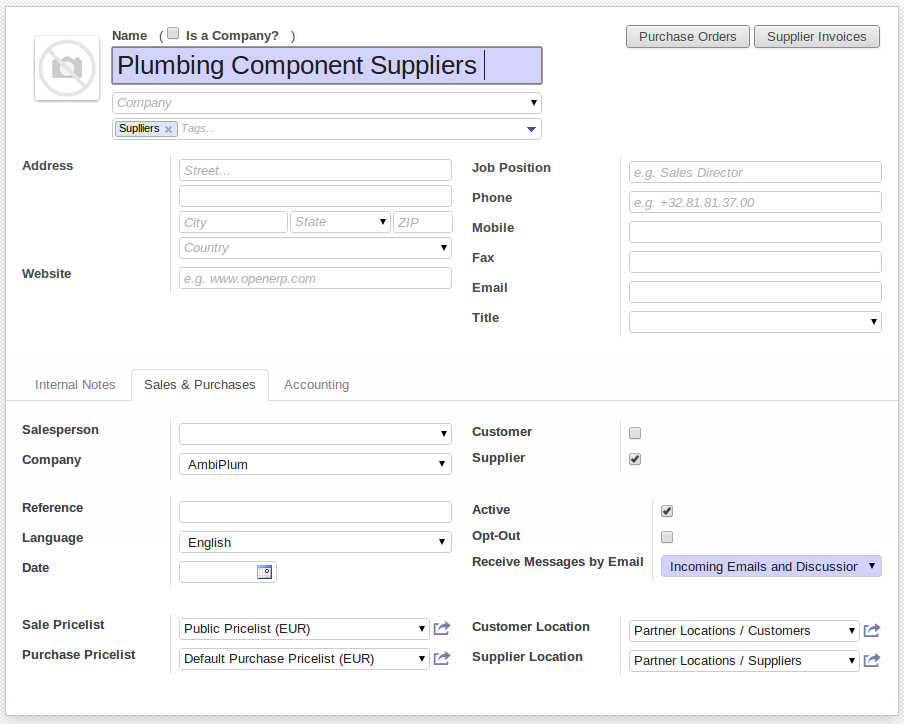 Name ( Is a Company? )
Purchase Orders Supplier Invoices
Plumbing Component Suppliers
Company
Suplliers Tags...
Address Street...
City State ZIP
Country
Website e.g. www.openerp.com
Job Position e.g. Sales Director
Phone e.g. +32.81.81.37.00
Mobile
Fax
Email
Title
Internal Notes Sales & Purchases Accounting
Salesperson
Company AmbiPlum
Customer
Supplier
Reference
Language English
Date
Active
Opt-Out
Receive Messages by Email Incoming Emails and Discussion
Sale Pricelist Public Pricelist (EUR)
Purchase Pricelist Default Purchase Pricelist (EUR)
Customer Location Partner Locations / Customers
Supplier Location Partner Locations / Suppliers